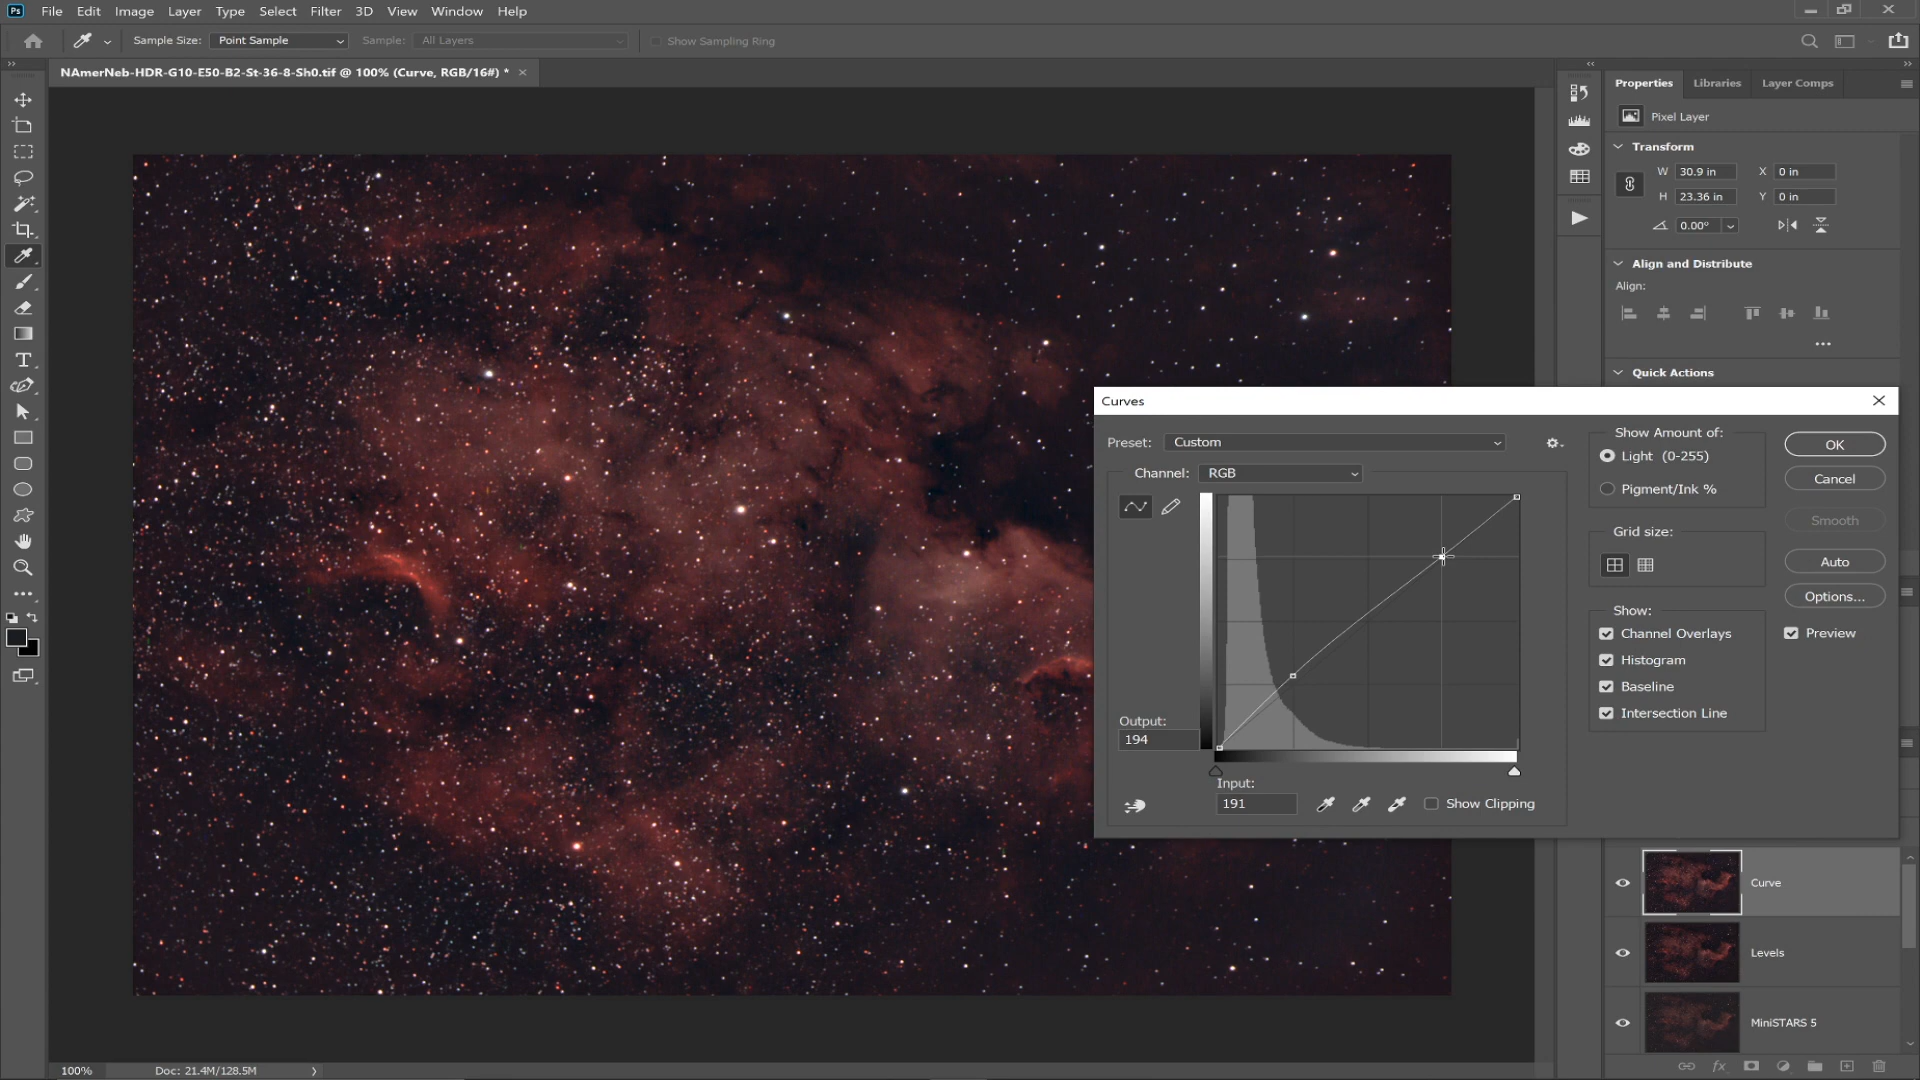 Ps File Edit Image Layer Type Select Filter 3D View Window Help
Sample Size: Point Sample Sample: All Layers Show Sampling Ring
NAmerNeb-HDR-G10-E50-B2-St-36-8-Sh0.tif @ 100% (Curve, RGB/16#) *
Properties Libraries Layer Comps
Pixel Layer
Transform
W 30.9 in X 0 in
H 23.36 in Y 0 in
0.00°
Align and Distribute
Align:
Quick Actions
Curves
Preset: Custom
Channel: RGB
Output:
194
Input:
191
Show Clipping
Show Amount of:
Light (0-255)
Pigment/Ink %
Grid size:
Show:
Channel Overlays
Histogram
Baseline
Intersection Line
OK
Cancel
Smooth
Auto
Options...
Preview
Curve
Levels
MiniSTARS 5
fx
100% Doc: 21.4M/128.5M